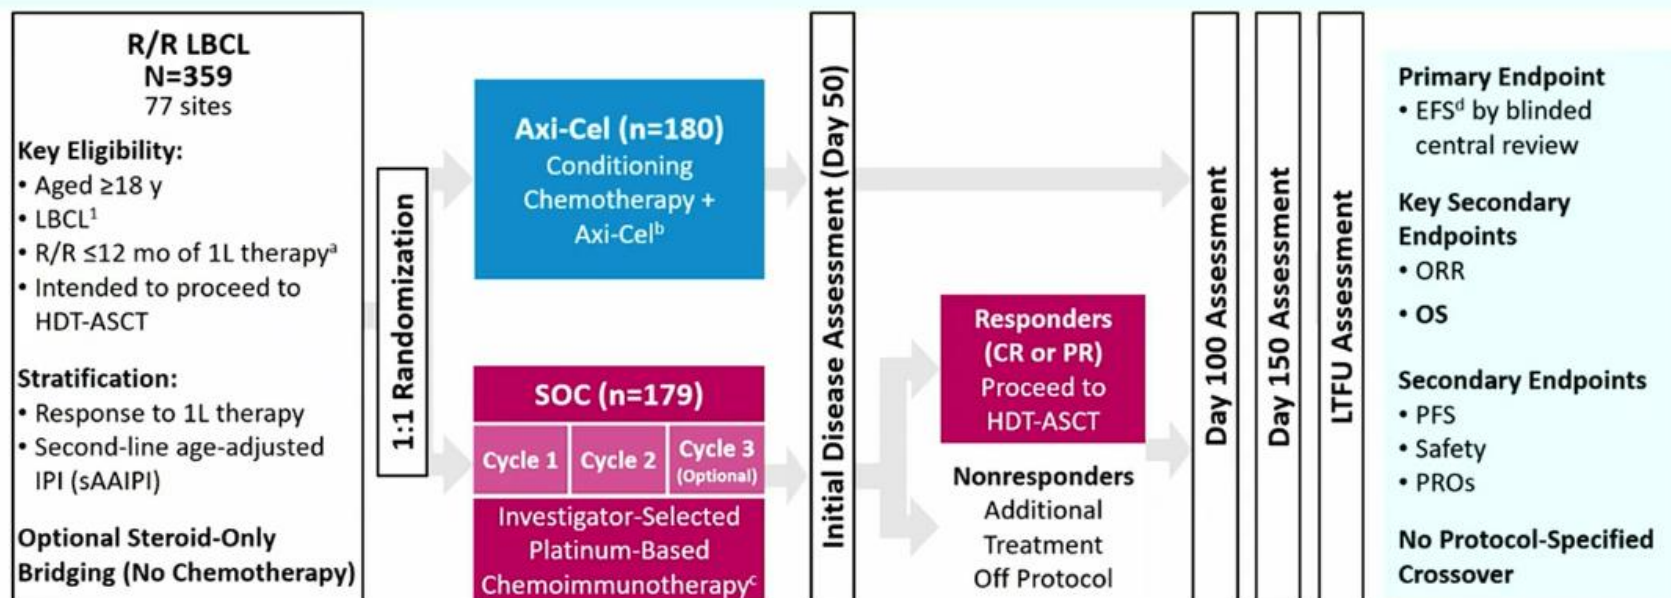 R/R LBCL
N=359
77 sites
Key Eligibility:
• Aged ≥18 y
• LBCL¹
• R/R ≤12 mo of 1L therapyᵃ
• Intended to proceed to
HDT-ASCT
Stratification:
• Response to 1L therapy
• Second-line age-adjusted
IPI (sAAIPI)
Optional Steroid-Only
Bridging (No Chemotherapy)
1:1 Randomization
Axi-Cel (n=180)
Conditioning
Chemotherapy +
Axi-Celᵇ
SOC (n=179)
Cycle 1
Cycle 2
Cycle 3
(Optional)
Investigator-Selected
Platinum-Based
Chemoimmunotherapyᶜ
Initial Disease Assessment (Day 50)
Responders
(CR or PR)
Proceed to
HDT-ASCT
Nonresponders
Additional
Treatment
Off Protocol
Day 100 Assessment
Day 150 Assessment
LTFU Assessment
Primary Endpoint
• EFSᵈ by blinded
central review
Key Secondary
Endpoints
• ORR
• OS
Secondary Endpoints
• PFS
• Safety
• PROs
No Protocol-Specified
Crossover